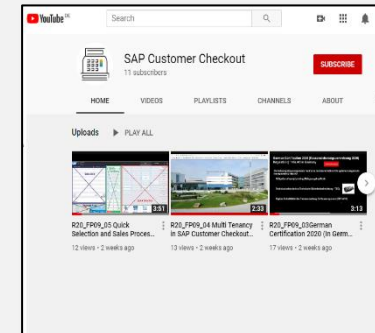 YouTube DE
Search
SAP Customer Checkout
11 subscribers
SUBSCRIBE
HOME VIDEOS PLAYLISTS CHANNELS ABOUT
Uploads PLAY ALL
3:51
2:33
3:13
R20_FP09_05 Quick Selection and Sales Proces...
12 views • 2 weeks ago
R20_FP09_04 Multi Tenancy in SAP Customer Checkout...
13 views • 2 weeks ago
R20_FP09_03German Certification 2020 (in Germ...
17 views • 2 weeks ago